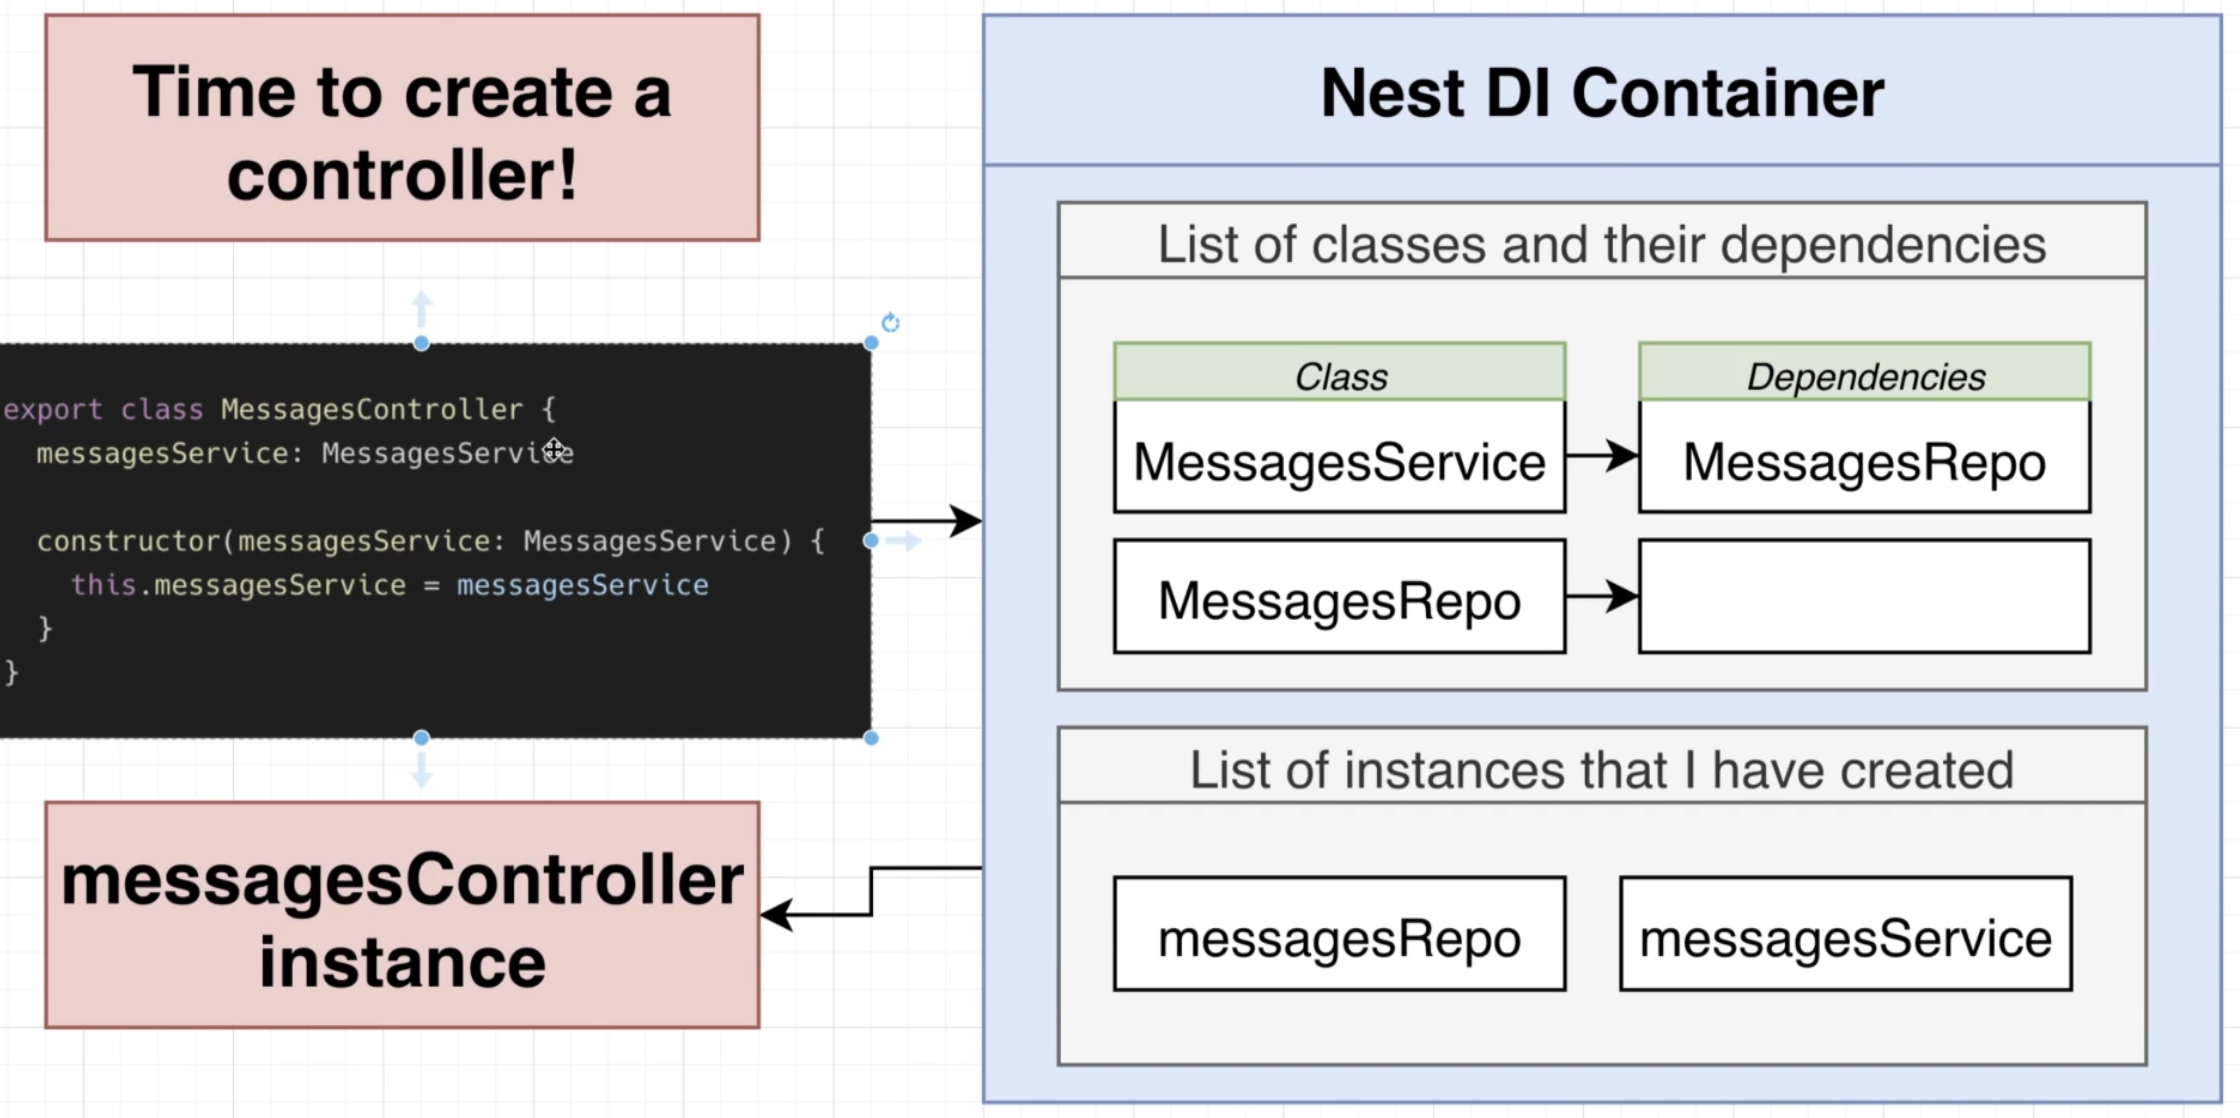 Time to create a
controller!
export class MessagesController {
messagesService: MessagesService
constructor(messagesService: MessagesService) {
this.messagesService = messagesService
}
}
messagesController
instance
Nest DI Container
List of classes and their dependencies
Class
Dependencies
MessagesService
MessagesRepo
MessagesRepo
List of instances that I have created
messagesRepo
messagesService